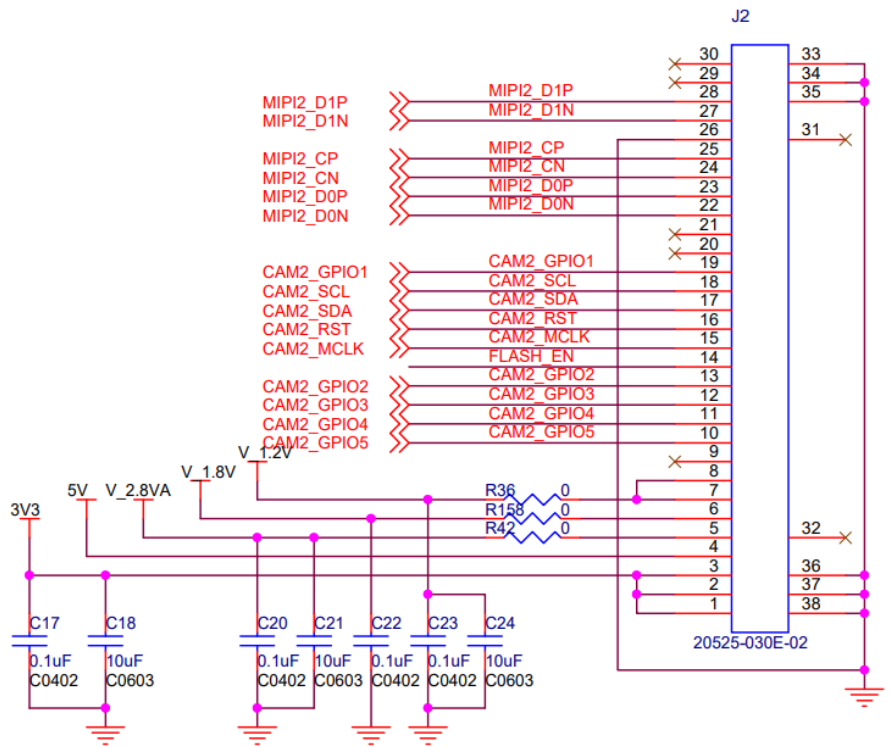 J2
30 33
29 34
MIPI2_D1P MIPI2_D1P 28 35
MIPI2_D1N MIPI2_D1N 27
26 31
MIPI2_CP MIPI2_CP 25
MIPI2_CN MIPI2_CN 24
MIPI2_D0P MIPI2_D0P 23
MIPI2_D0N MIPI2_D0N 22
21
20
CAM2_GPIO1 CAM2_GPIO1 19
CAM2_SCL CAM2_SCL 18
CAM2_SDA CAM2_SDA 17
CAM2_RST CAM2_RST 16
CAM2_MCLK CAM2_MCLK 15
FLASH_EN 14
CAM2_GPIO2 CAM2_GPIO2 13
CAM2_GPIO3 CAM2_GPIO3 12
CAM2_GPIO4 CAM2_GPIO4 11
CAM2_GPIO5 CAM2_GPIO5 10
V_1.2V 9
V_1.8V 8
5V V_2.8VA R36 0 7
3V3 R158 0 6
R42 0 5 32
4
3 36
2 37
1 38
C17 C18 C20 C21 C22 C23 C24
20525-030E-02
0.1uF 10uF 0.1uF 10uF 0.1uF 0.1uF 10uF
C0402 C0603 C0402 C0603 C0402 C0402 C0603